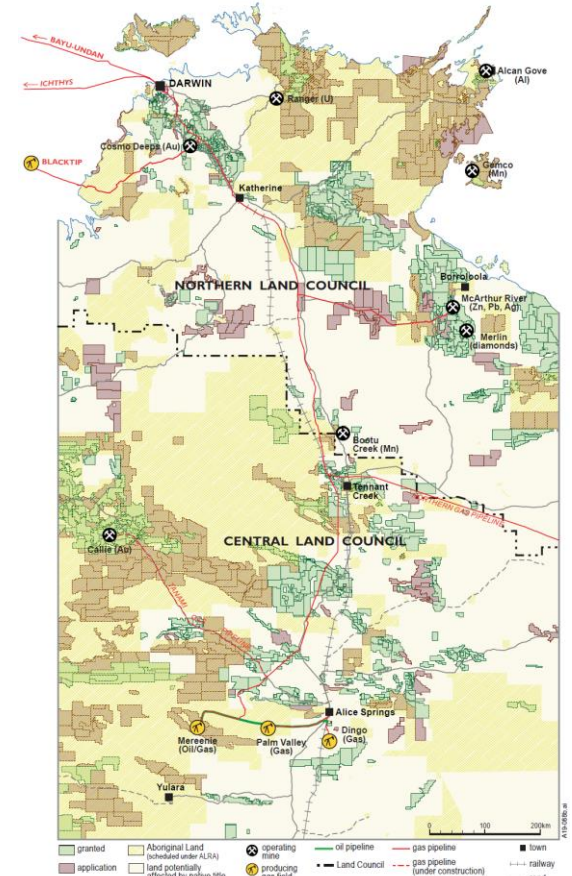 BAYU-UNDAN
ICHTHYS
DARWIN
Alcan Gove
(Al)
Ranger (U)
Cosmo Deeps (Au)
BLACKTIP
Gemco
(Mn)
Katherine
NORTHERN LAND COUNCIL
Borroloola
McArthur River
(Zn, Pb, Ag)
Merlin
(diamonds)
Bootu
Creek (Mn)
Tennant
Creek
NORTHERN GAS PIPELINE
CENTRAL LAND COUNCIL
Callie (Au)
TANAMI
Alice Springs
Mereenie
(Oil/Gas)
Palm Valley
(Gas)
Dingo
(Gas)
Yulara
0 100 200km
A19-068b.ai
granted
application
Aboriginal Land
(scheduled under ALRA)
land potentially
affected by native title
operating
mine
producing
gas field
oil pipeline
Land Council
gas pipeline
gas pipeline
(under construction)
town
railway